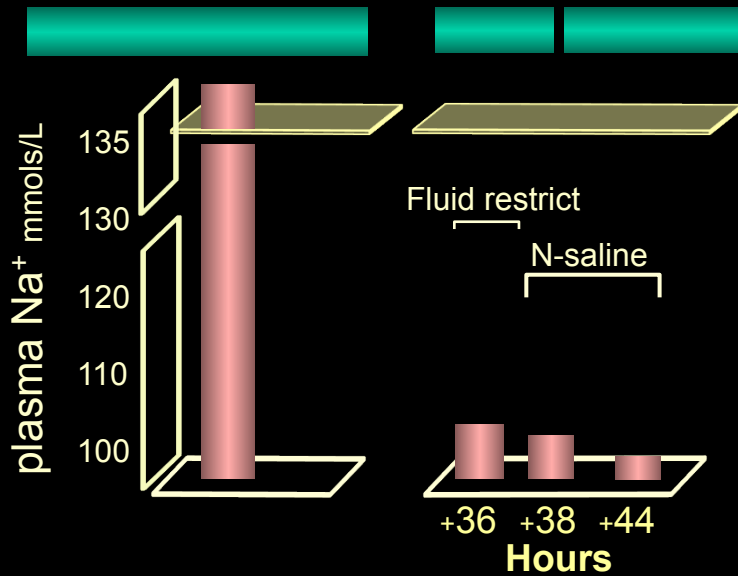 plasma Na⁺ mmols/L
135
130
120
110
100
Fluid restrict
N-saline
+36 +38 +44
Hours